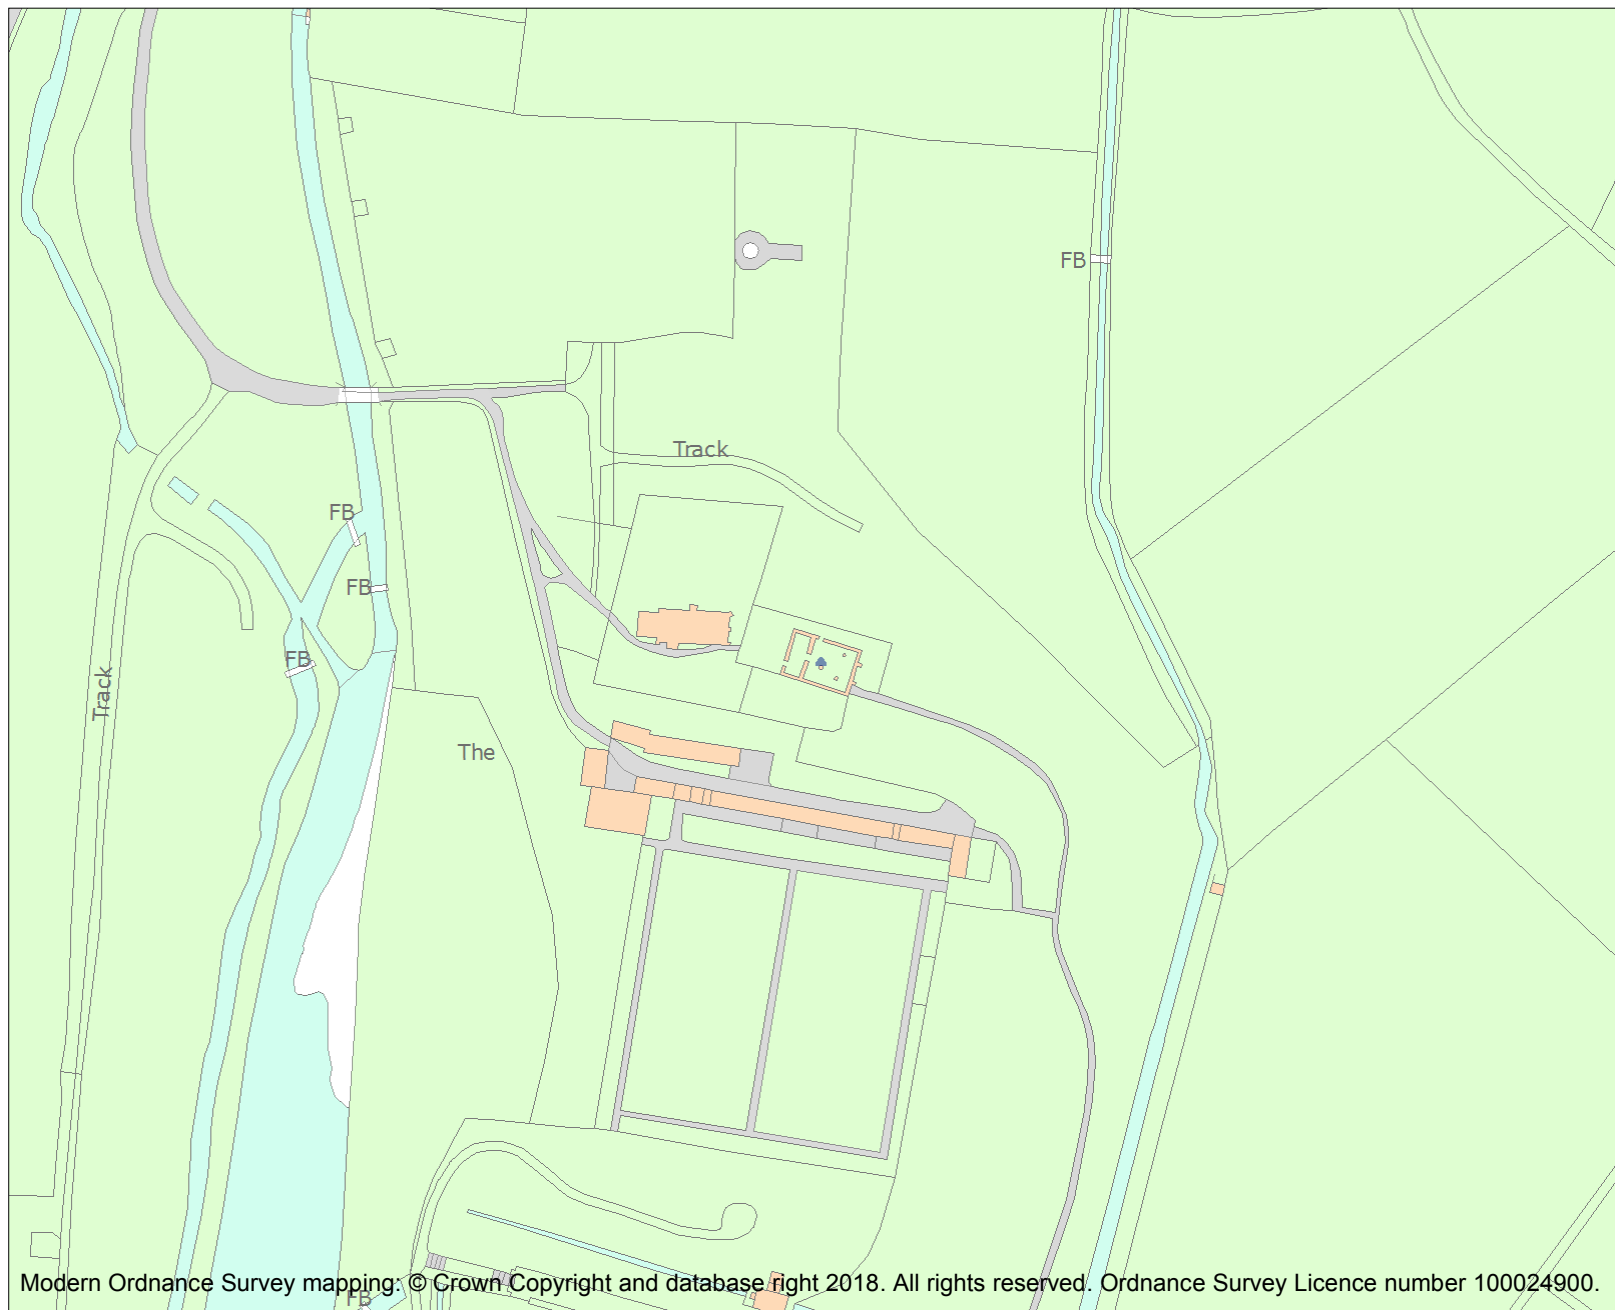 FB
Track
FB
FB
FB
Track
The
Modern Ordnance Survey mapping: © Crown Copyright and database right 2018. All rights reserved. Ordnance Survey Licence number 100024900.
FB